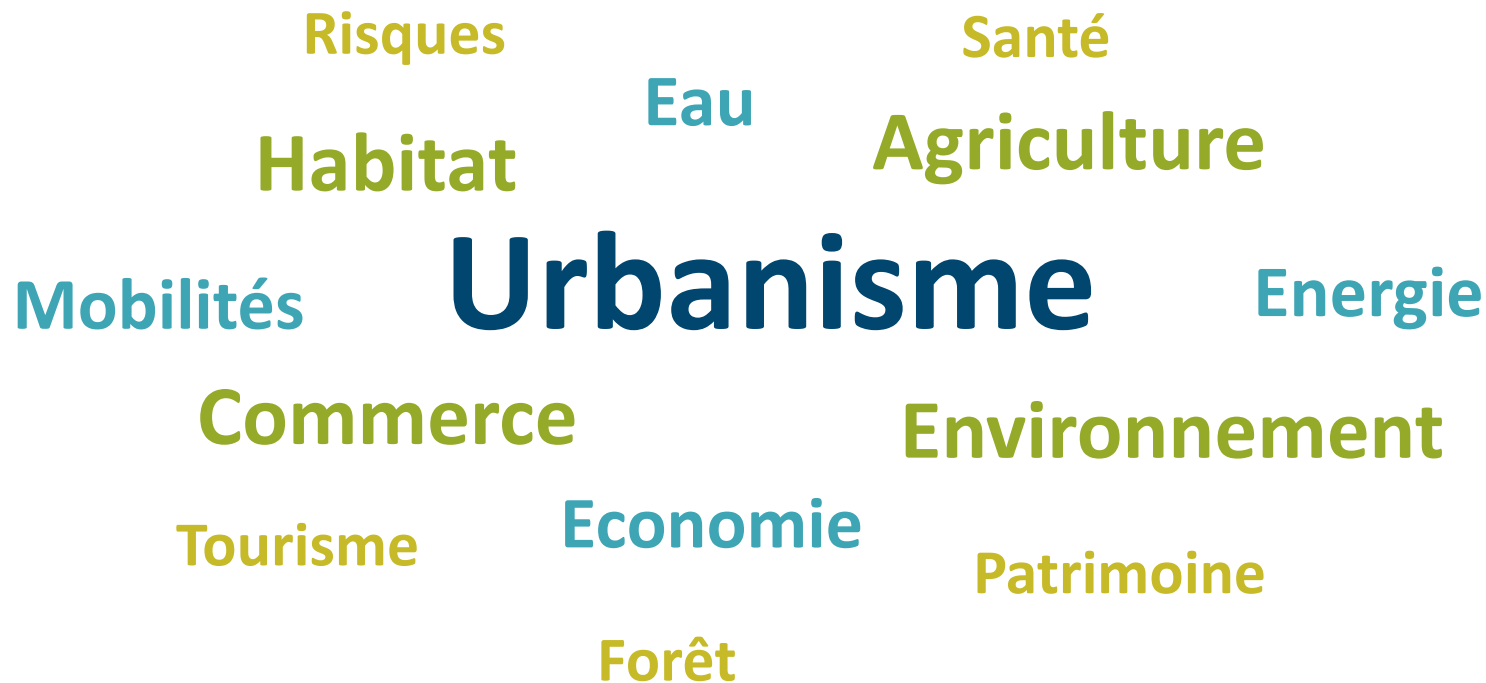 Risques
Santé
Eau
Habitat
Agriculture
Urbanisme
Mobilités
Energie
Commerce
Environnement
Economie
Tourisme
Patrimoine
Forêt